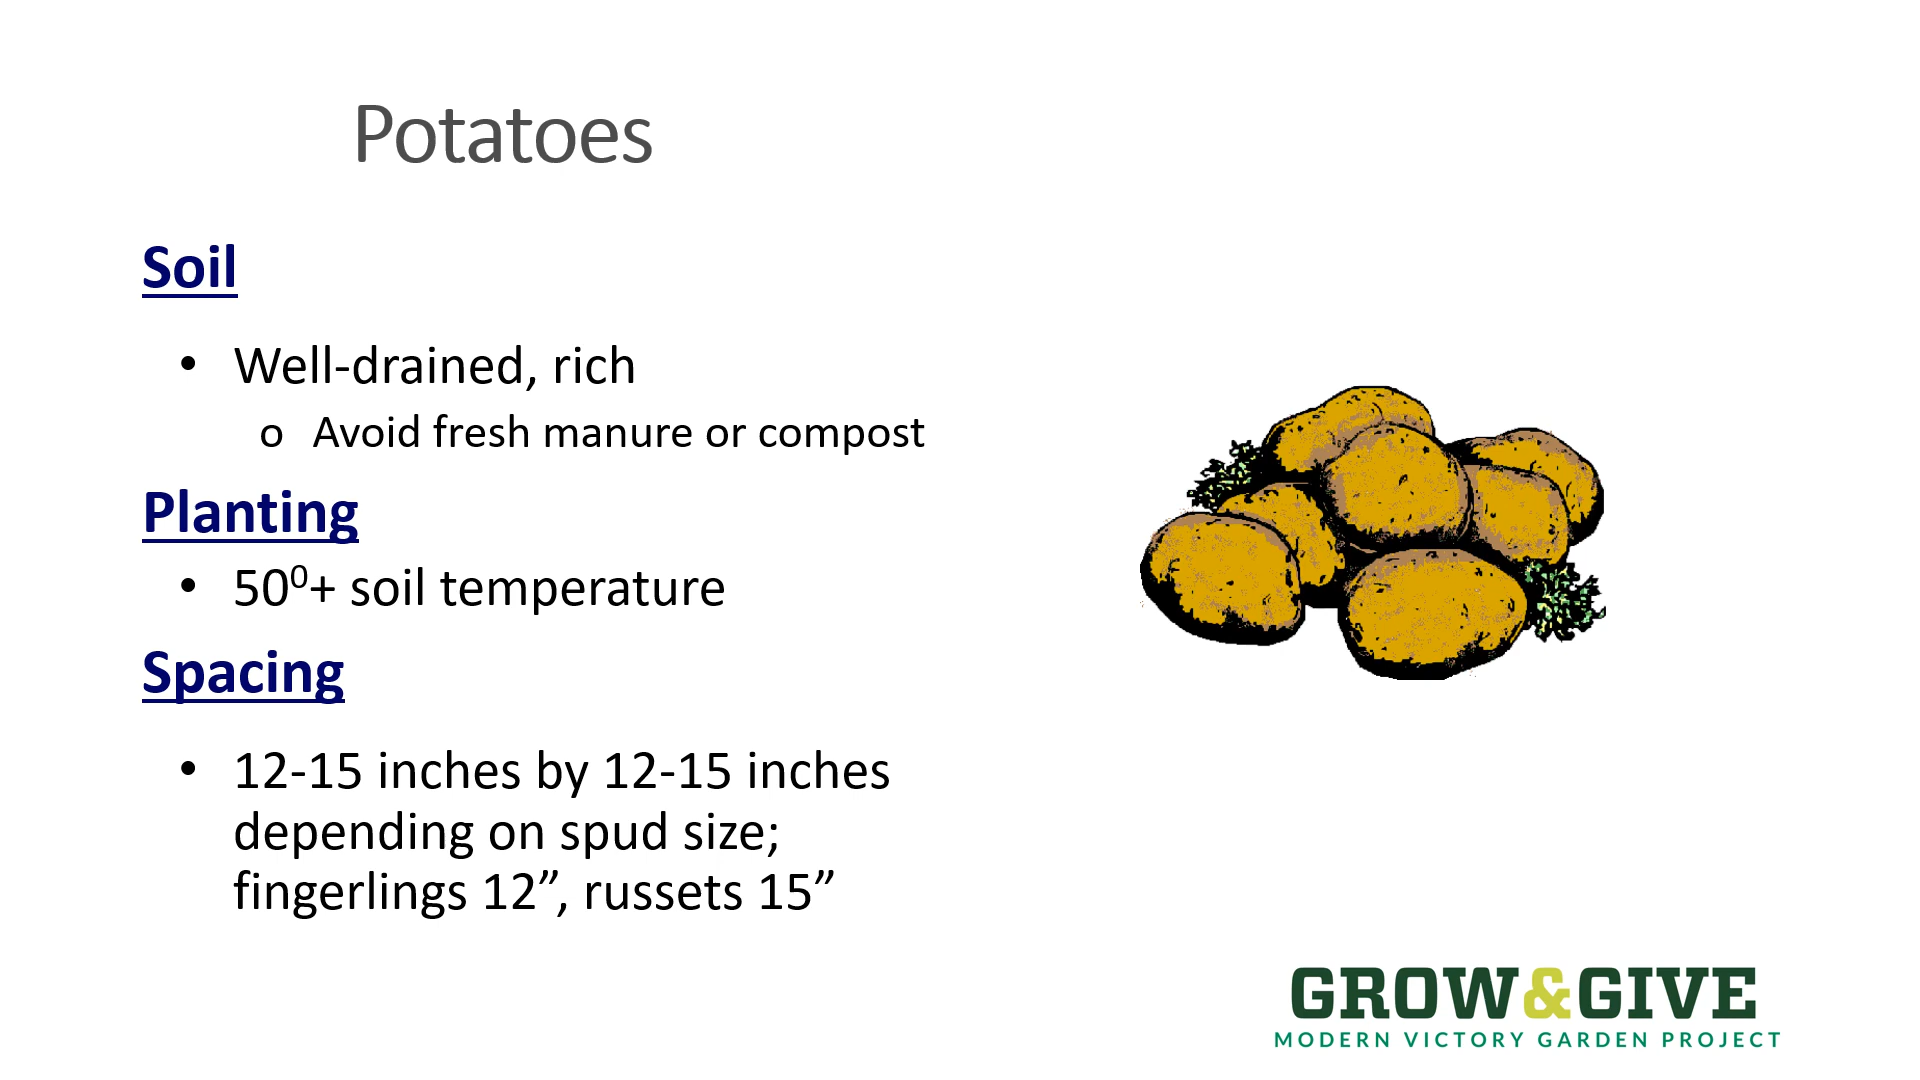 Potatoes
Soil
• Well-drained, rich
o Avoid fresh manure or compost
Planting
• 50⁰+ soil temperature
Spacing
• 12-15 inches by 12-15 inches
depending on spud size;
fingerlings 12”, russets 15”
GROW&GIVE
MODERN VICTORY GARDEN PROJECT